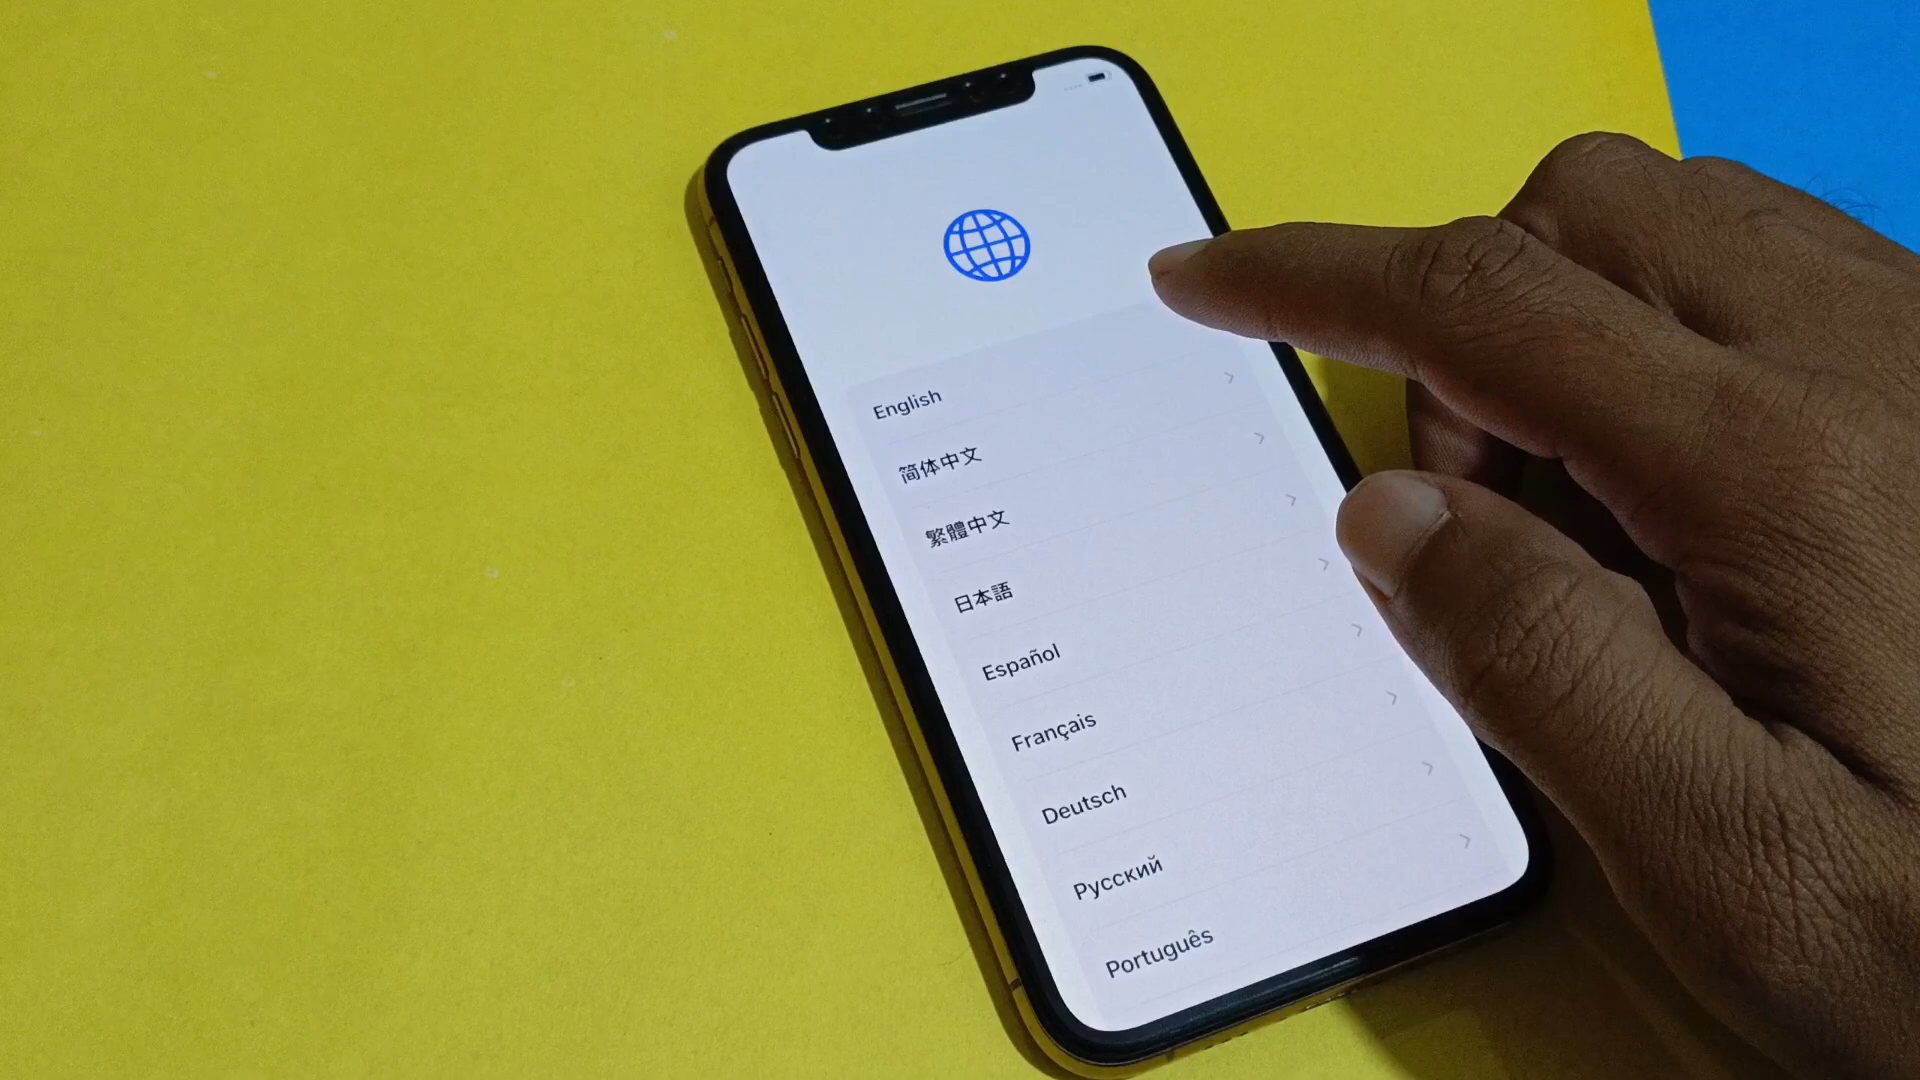 English
简体中文
繁體中文
日本語
Español
Français
Deutsch
Русский
Português